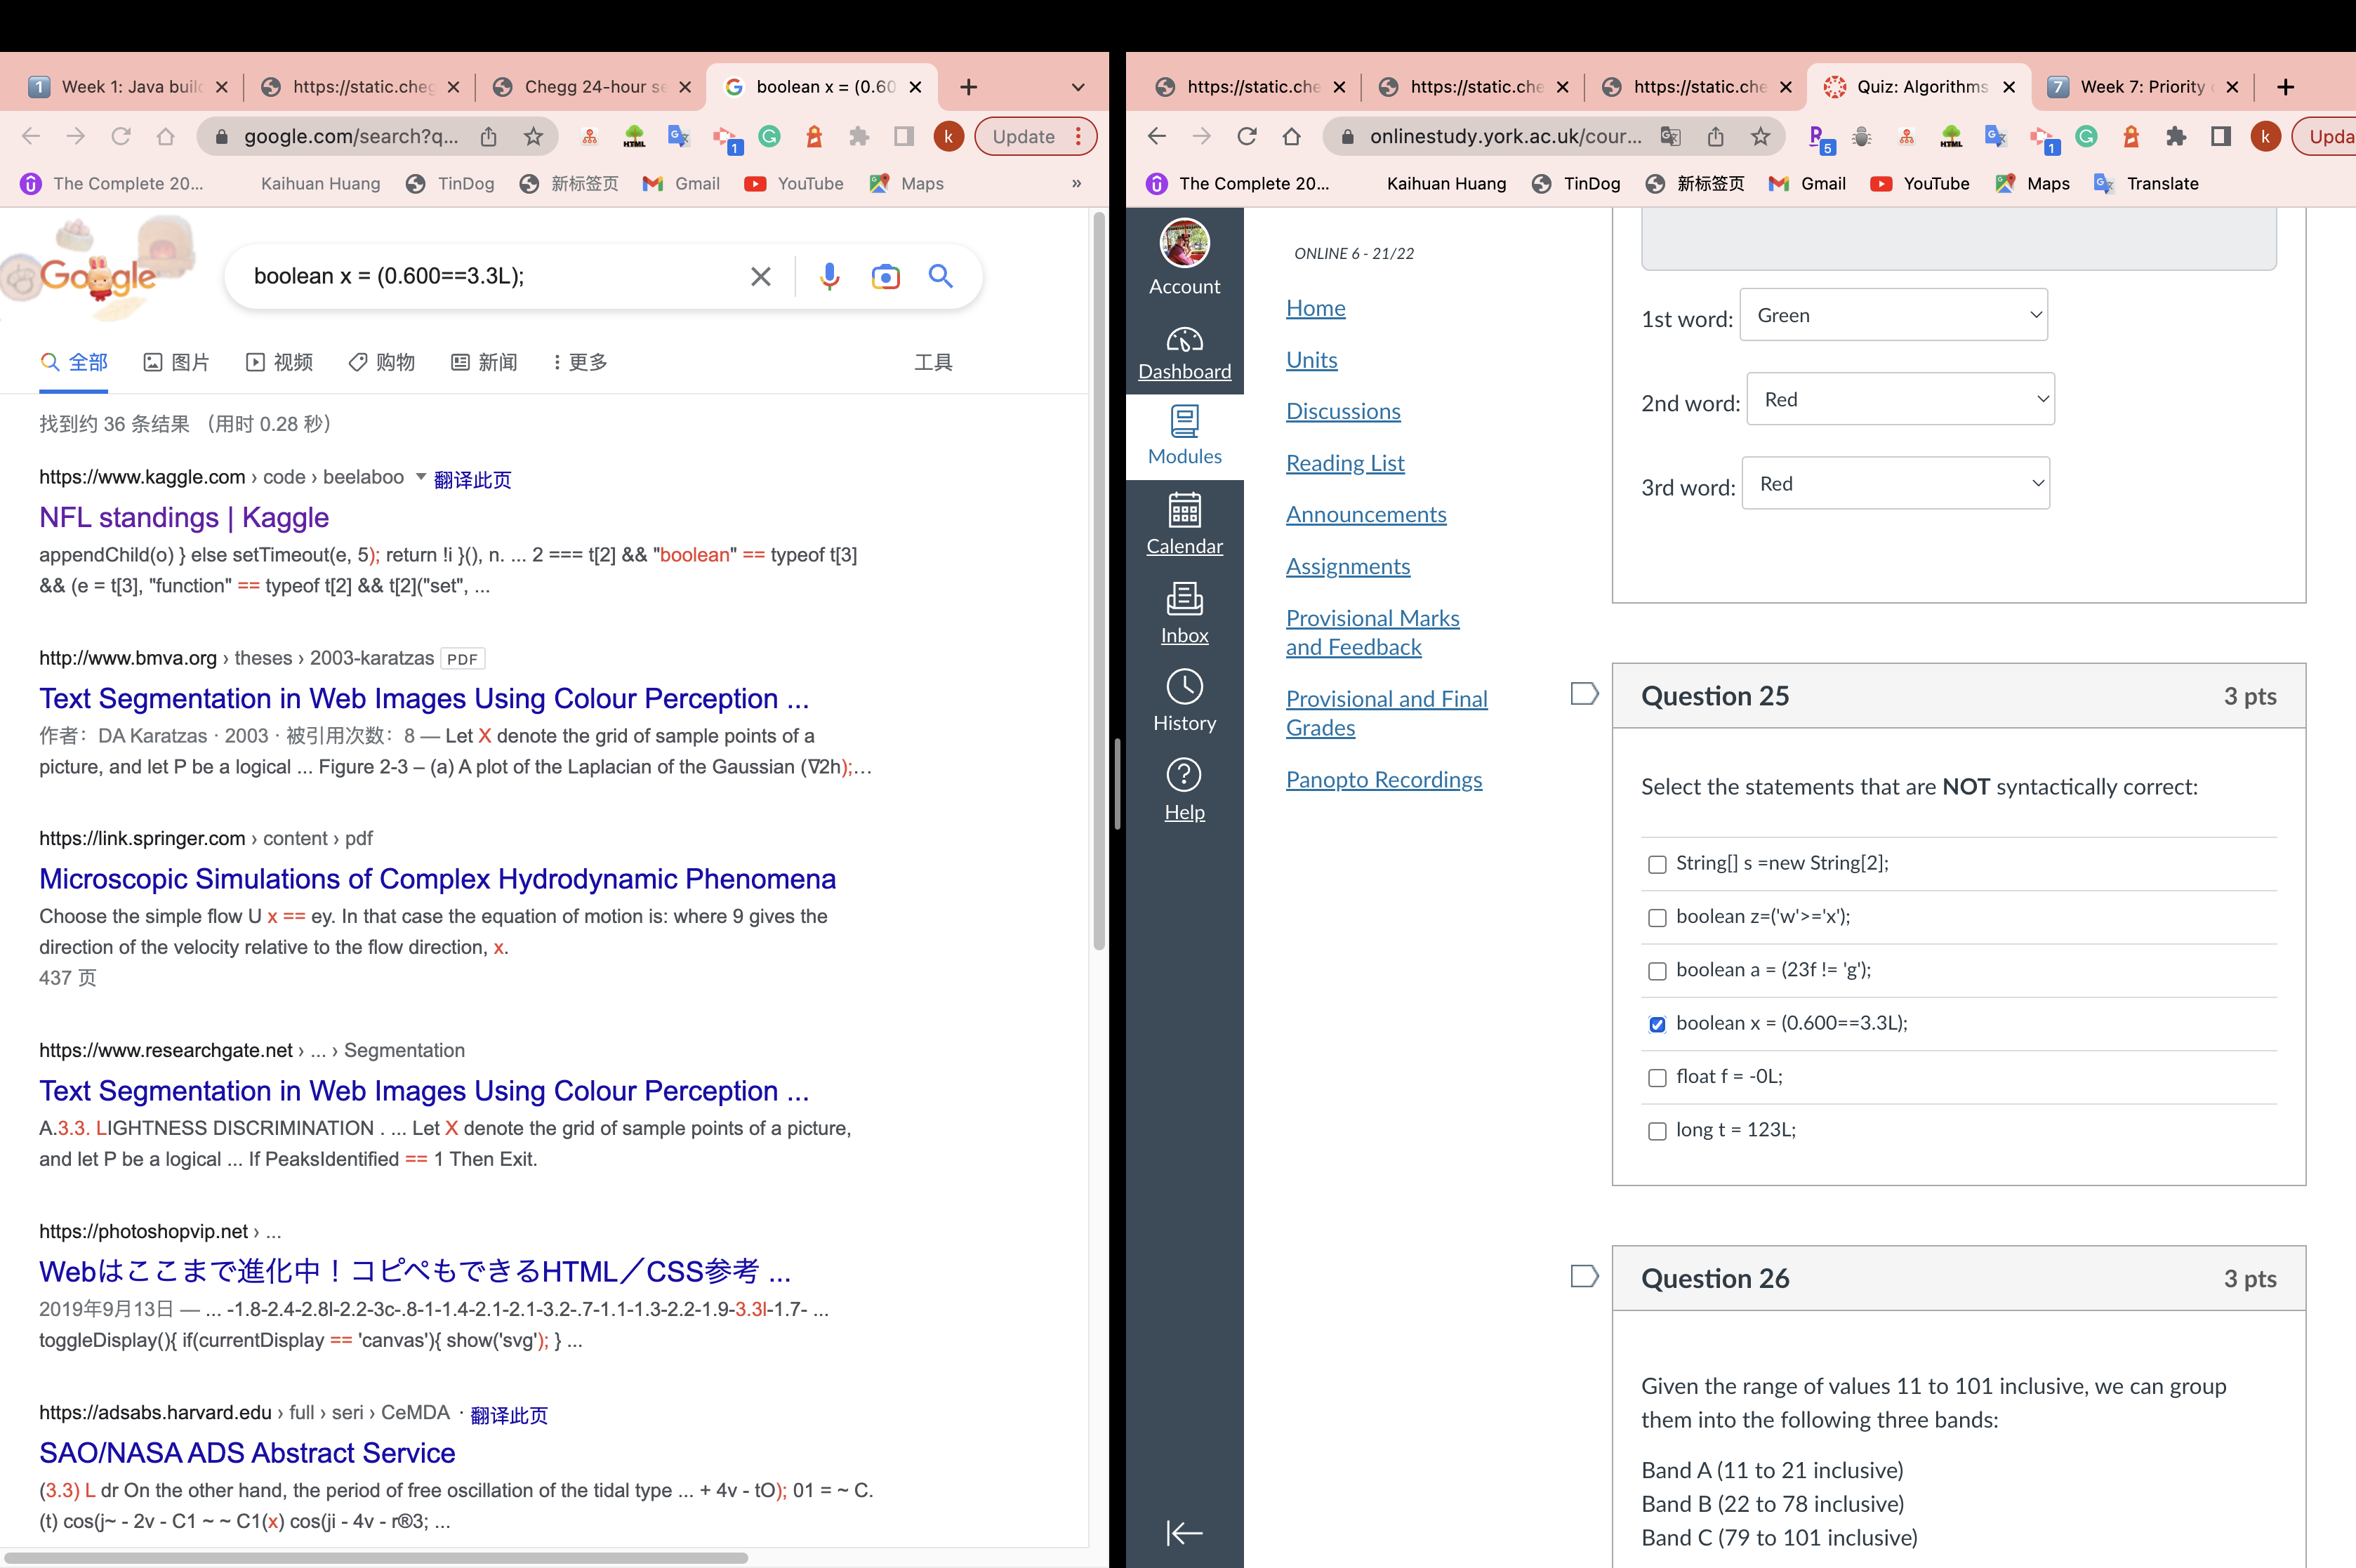 Week 1: Java buil
https://static.cheg
Chegg 24-hour se
boolean x = (0.60
google.com/search?q...
HTML
1
k
Update
The Complete 20...
Kaihuan Huang
TinDog
新标签页
Gmail
YouTube
Maps
»
Google
boolean x = (0.600==3.3L);
全部
图片
视频
购物
新闻
更多
工具
找到约 36 条结果 （用时 0.28 秒）
https://www.kaggle.com › code › beelaboo 翻译此页
NFL standings | Kaggle
appendChild(o) } else setTimeout(e, 5); return !i }(), n. ... 2 === t[2] && "boolean" == typeof t[3]
&& (e = t[3], "function" == typeof t[2] && t[2]("set", ...
http://www.bmva.org › theses › 2003-karatzas PDF
Text Segmentation in Web Images Using Colour Perception ...
作者：DA Karatzas · 2003 · 被引用次数：8 — Let X denote the grid of sample points of a
picture, and let P be a logical ... Figure 2-3 – (a) A plot of the Laplacian of the Gaussian (∇2h);…
https://link.springer.com › content › pdf
Microscopic Simulations of Complex Hydrodynamic Phenomena
Choose the simple flow U x == ey. In that case the equation of motion is: where 9 gives the
direction of the velocity relative to the flow direction, x.
437 页
https://www.researchgate.net › ... › Segmentation
Text Segmentation in Web Images Using Colour Perception ...
A.3.3. LIGHTNESS DISCRIMINATION . ... Let X denote the grid of sample points of a picture,
and let P be a logical ... If PeaksIdentified == 1 Then Exit.
https://photoshopvip.net › ...
Webはここまで進化中！コピペもできるHTML／CSS参考 ...
2019年9月13日 — ... -1.8-2.4-2.8l-2.2-3c-.8-1-1.4-2.1-2.1-3.2-.7-1.1-1.3-2.2-1.9-3.3l-1.7- ...
toggleDisplay(){ if(currentDisplay == 'canvas'){ show('svg'); } ...
https://adsabs.harvard.edu › full › seri › CeMDA · 翻译此页
SAO/NASA ADS Abstract Service
(3.3) L dr On the other hand, the period of free oscillation of the tidal type ... + 4v - tO); 01 = ~ C.
(t) cos(j~ - 2v - C1 ~ ~ C1(x) cos(ji - 4v - r®3; ...
https://static.che
https://static.che
https://static.che
Quiz: Algorithms
7
Week 7: Priority
onlinestudy.york.ac.uk/cour...
5
HTML
1
k
Upda
The Complete 20...
Kaihuan Huang
TinDog
新标签页
Gmail
YouTube
Maps
Translate
Account
Dashboard
Modules
Calendar
Inbox
History
Help
ONLINE 6 - 21/22
Home
Units
Discussions
Reading List
Announcements
Assignments
Provisional Marks
and Feedback
Provisional and Final
Grades
Panopto Recordings
1st word: Green
2nd word: Red
3rd word: Red
Question 25 3 pts
Select the statements that are NOT syntactically correct:
String[] s =new String[2];
boolean z=('w'>='x');
boolean a = (23f != 'g');
boolean x = (0.600==3.3L);
float f = -0L;
long t = 123L;
Question 26 3 pts
Given the range of values 11 to 101 inclusive, we can group
them into the following three bands:
Band A (11 to 21 inclusive)
Band B (22 to 78 inclusive)
Band C (79 to 101 inclusive)